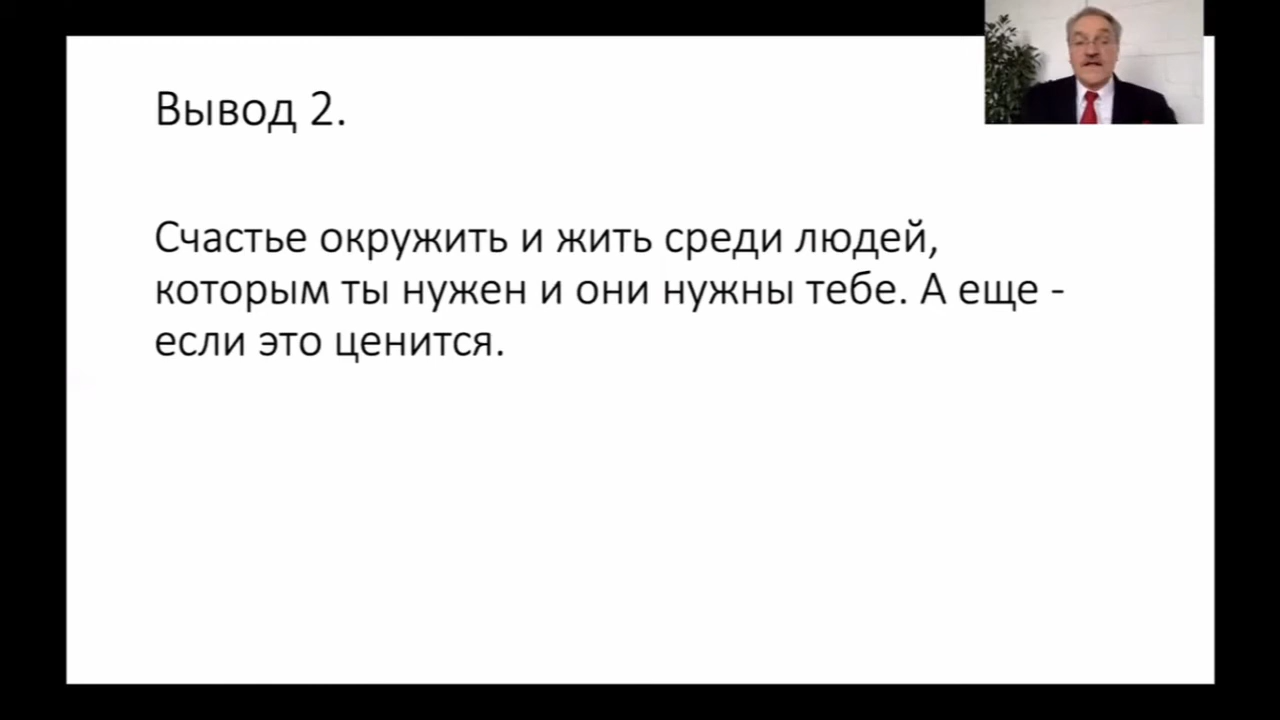 Вывод 2.
Счастье окружить и жить среди людей,
которым ты нужен и они нужны тебе. А еще -
если это ценится.